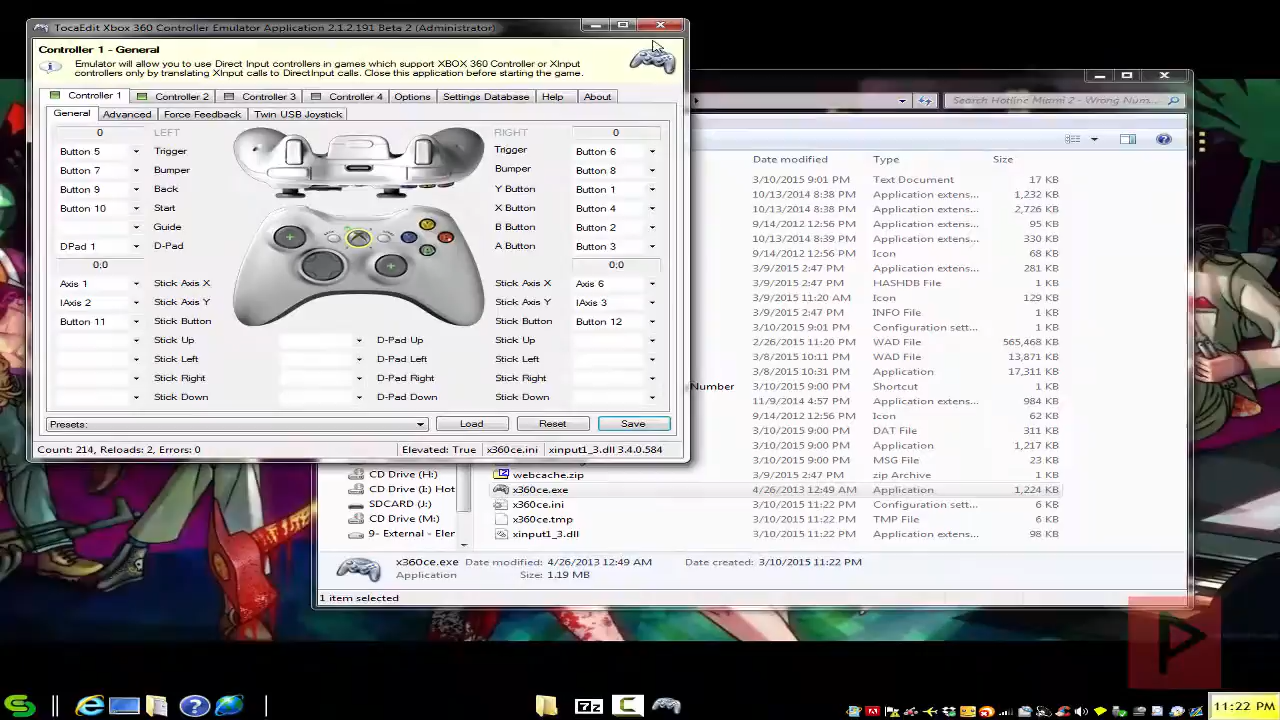 TocaEdit Xbox 360 Controller Emulator Application 2.1.2.191 Beta 2 (Administrator)
Controller 1 - General
Emulator will allow you to use Direct Input controllers in games which support XBOX 360 Controller or XInput
controllers only by translating XInput calls to DirectInput calls. Close this application before starting the game.
Controller 1 Controller 2 Controller 3 Controller 4 Options Settings Database Help About
General Advanced Force Feedback Twin USB Joystick
0 LEFT RIGHT 0
Button 5 Trigger Trigger Button 6
Button 7 Bumper Bumper Button 8
Button 9 Back Y Button Button 1
Button 10 Start X Button Button 4
Guide B Button Button 2
DPad 1 D-Pad A Button Button 3
0;0 0;0
Axis 1 Stick Axis X Stick Axis X Axis 6
IAxis 2 Stick Axis Y Stick Axis Y IAxis 3
Button 11 Stick Button Stick Button Button 12
Stick Up D-Pad Up Stick Up
Stick Left D-Pad Left Stick Left
Stick Right D-Pad Right Stick Right
Stick Down D-Pad Down Stick Down
Presets: Load Reset Save
Count: 214, Reloads: 2, Errors: 0 Elevated: True x360ce.ini xinput1_3.dll 3.4.0.584
Search Hotline Miami 2 - Wrong Num...
Date modified Type Size
3/10/2015 9:01 PM Text Document 17 KB
10/13/2014 8:38 PM Application extens... 1,232 KB
10/13/2014 8:38 PM Application extens... 2,726 KB
9/14/2012 12:56 PM Application extens... 95 KB
10/13/2014 8:39 PM Application extens... 330 KB
9/14/2012 12:56 PM Icon 68 KB
3/9/2015 2:47 PM Application extens... 281 KB
3/9/2015 2:47 PM HASHDB File 1 KB
3/9/2015 11:20 AM Icon 129 KB
3/9/2015 2:47 PM INFO File 1 KB
3/10/2015 9:01 PM Configuration sett... 1 KB
2/26/2015 11:20 PM WAD File 565,468 KB
3/8/2015 10:11 PM WAD File 13,871 KB
3/8/2015 10:31 PM Application 17,311 KB
Number 3/10/2015 9:00 PM Shortcut 1 KB
11/9/2014 4:57 PM Application extens... 984 KB
9/14/2012 12:56 PM Icon 62 KB
3/10/2015 9:00 PM DAT File 311 KB
3/10/2015 9:00 PM Application 1,217 KB
3/10/2015 9:00 PM MSG File 23 KB
CD Drive (H:) webcache.zip 3/9/2015 2:47 PM zip Archive 1 KB
CD Drive (I:) Hot x360ce.exe 4/26/2013 12:49 AM Application 1,224 KB
SDCARD (J:) x360ce.ini 3/10/2015 11:22 PM Configuration sett... 6 KB
CD Drive (M:) x360ce.tmp 3/10/2015 11:22 PM TMP File 6 KB
9- External - Eler xinput1_3.dll 3/10/2015 11:22 PM Application extens... 98 KB
x360ce.exe Date modified: 4/26/2013 12:49 AM Date created: 3/10/2015 11:22 PM
Application Size: 1.19 MB
1 item selected
P
7z
11:22 PM